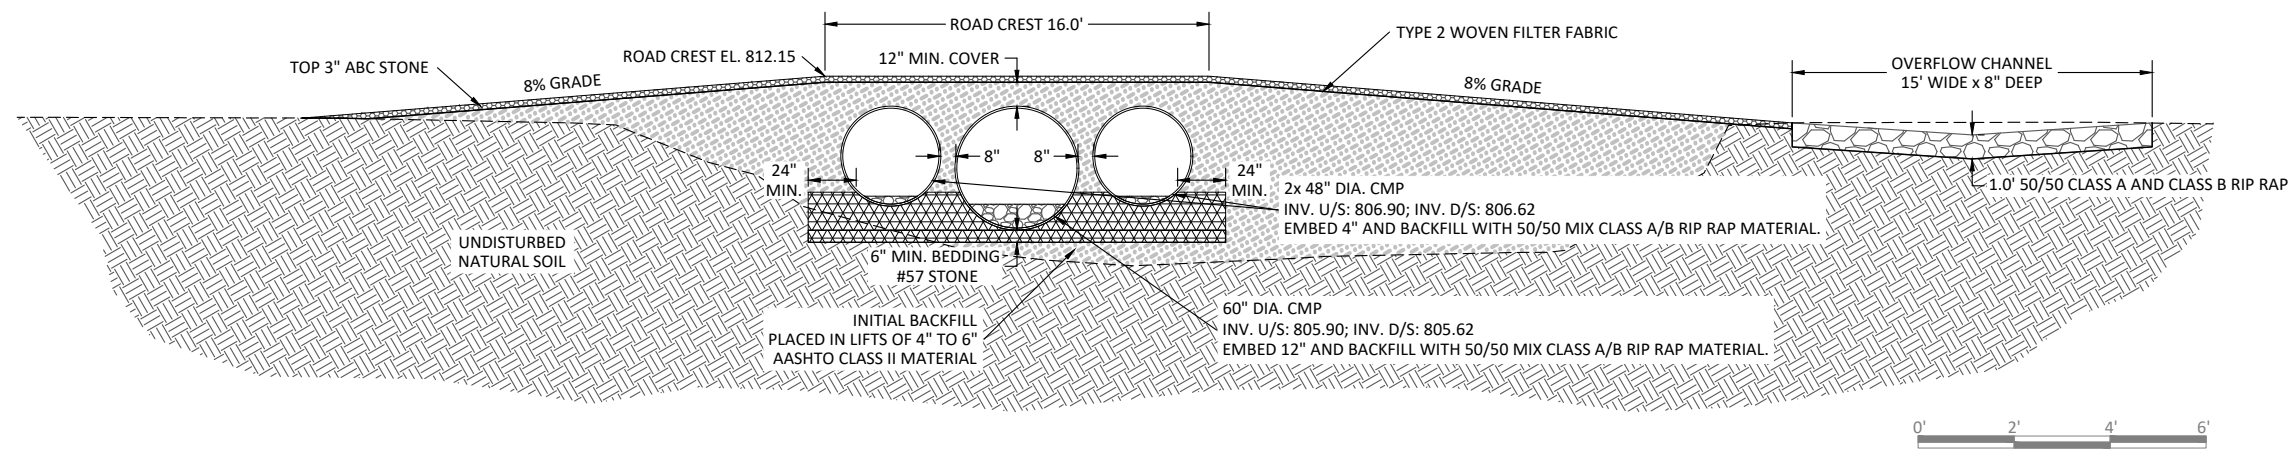 ROAD CREST 16.0'
TYPE 2 WOVEN FILTER FABRIC
ROAD CREST EL. 812.15
12" MIN. COVER
TOP 3" ABC STONE
8% GRADE
8% GRADE
OVERFLOW CHANNEL
15' WIDE x 8" DEEP
8"
8"
24"
MIN.
24"
MIN.
2x 48" DIA. CMP
INV. U/S: 806.90; INV. D/S: 806.62
EMBED 4" AND BACKFILL WITH 50/50 MIX CLASS A/B RIP RAP MATERIAL.
1.0' 50/50 CLASS A AND CLASS B RIP RAP
UNDISTURBED
NATURAL SOIL
6" MIN. BEDDING
#57 STONE
INITIAL BACKFILL
PLACED IN LIFTS OF 4" TO 6"
AASHTO CLASS II MATERIAL
60" DIA. CMP
INV. U/S: 805.90; INV. D/S: 805.62
EMBED 12" AND BACKFILL WITH 50/50 MIX CLASS A/B RIP RAP MATERIAL.
0' 2' 4' 6'